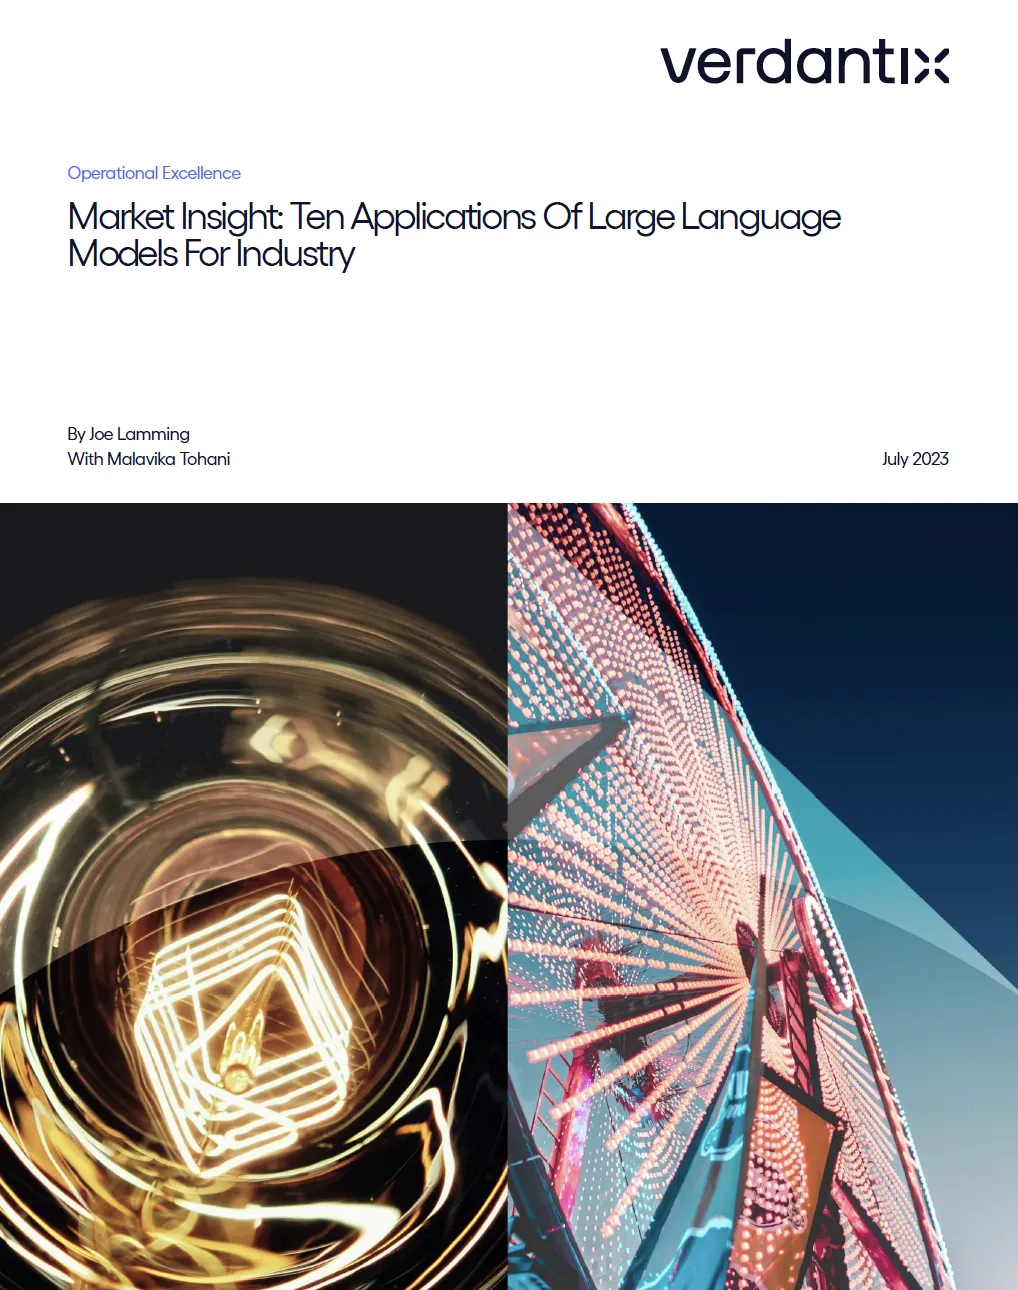 verdantix
Operational Excellence
Market Insight: Ten Applications Of Large Language
Models For Industry
By Joe Lamming
With Malavika Tohani
July 2023